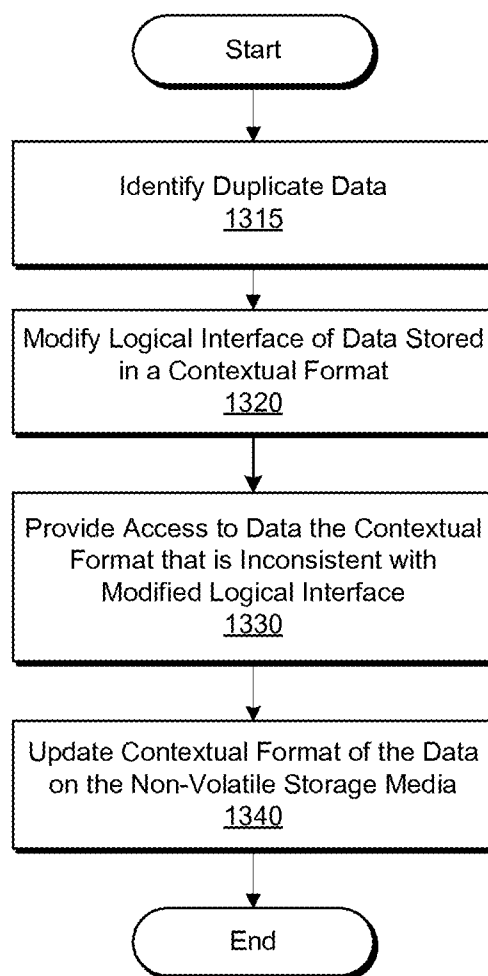 Start
Identify Duplicate Data
1315
Modify Logical Interface of Data Stored
in a Contextual Format
1320
Provide Access to Data the Contextual
Format that is Inconsistent with
Modified Logical Interface
1330
Update Contextual Format of the Data
on the Non-Volatile Storage Media
1340
End